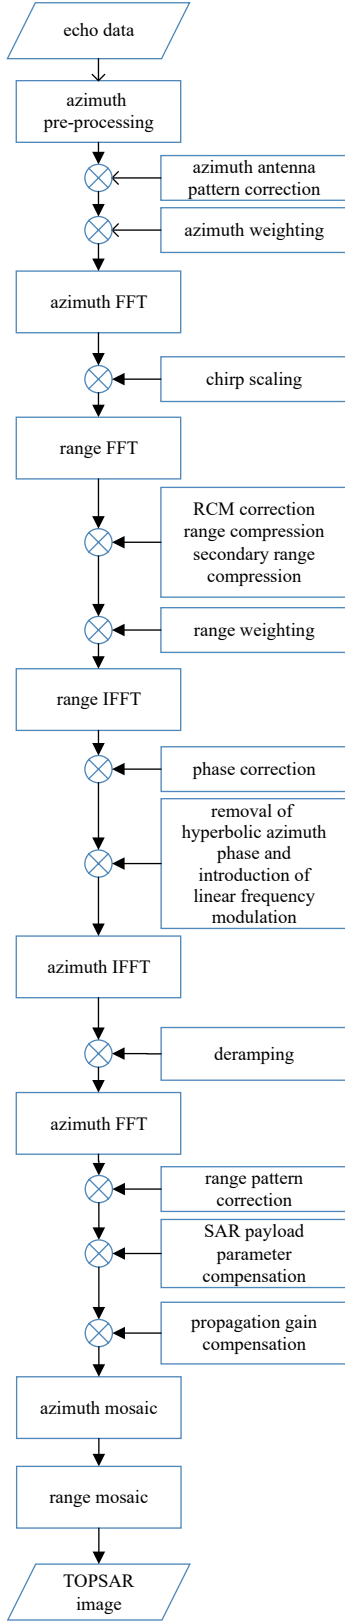 echo data
azimuth
pre-processing
azimuth antenna
pattern correction
azimuth weighting
azimuth FFT
chirp scaling
range FFT
RCM correction
range compression
secondary range
compression
range weighting
range IFFT
phase correction
removal of
hyperbolic azimuth
phase and
introduction of
linear frequency
modulation
azimuth IFFT
deramping
azimuth FFT
range pattern
correction
SAR payload
parameter
compensation
propagation gain
compensation
azimuth mosaic
range mosaic
TOPSAR
image